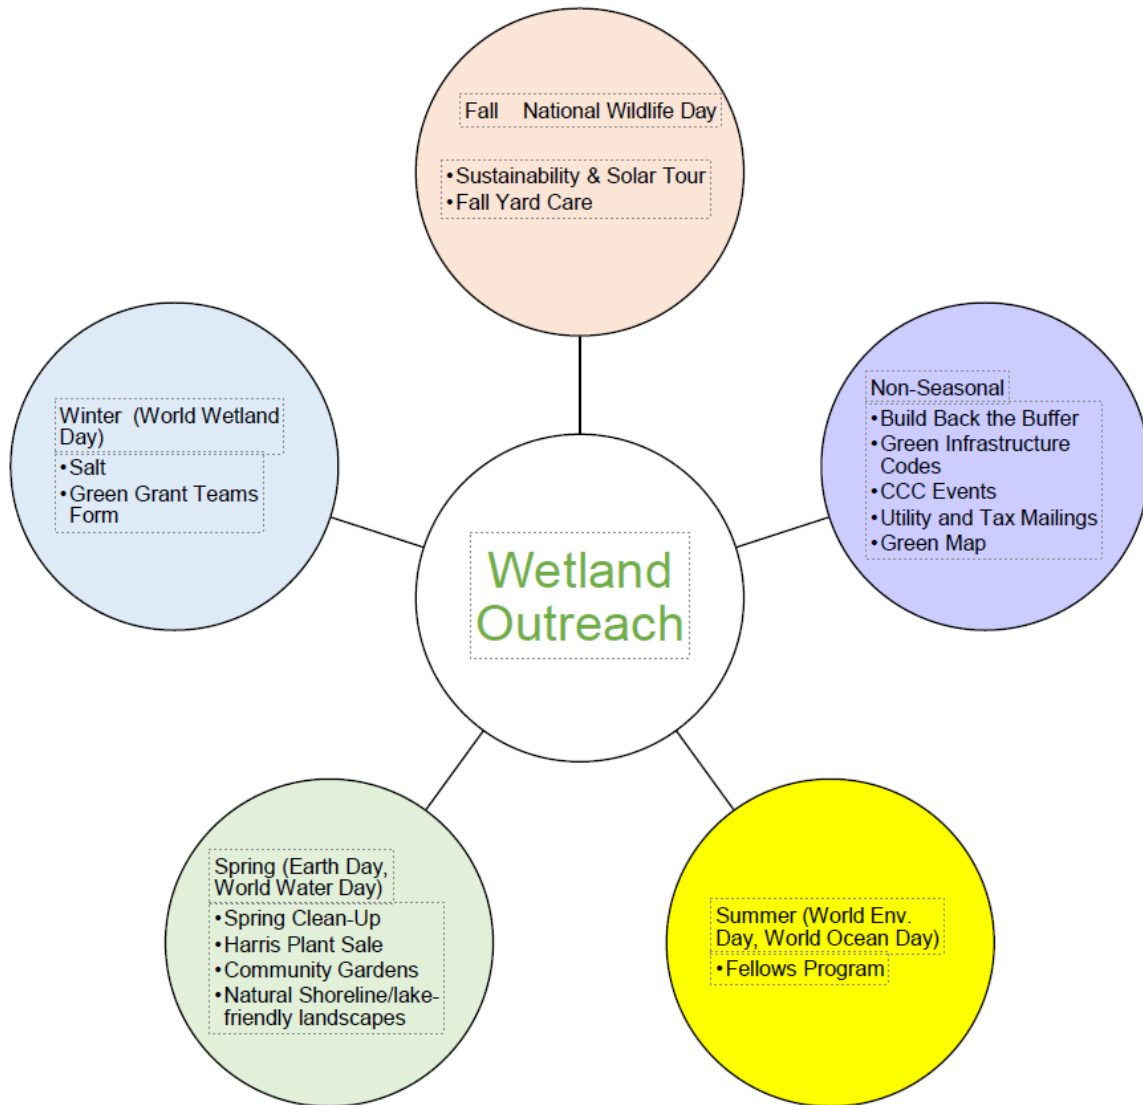 Fall    National Wildlife Day
•Sustainability & Solar Tour
•Fall Yard Care
Non-Seasonal
•Build Back the Buffer
•Green Infrastructure
Codes
•CCC Events
•Utility and Tax Mailings
•Green Map
Winter  (World Wetland
Day)
•Salt
•Green Grant Teams
Form
Wetland
Outreach
Spring (Earth Day,
World Water Day)
•Spring Clean-Up
•Harris Plant Sale
•Community Gardens
•Natural Shoreline/lake-
friendly landscapes
Summer (World Env.
Day, World Ocean Day)
•Fellows Program